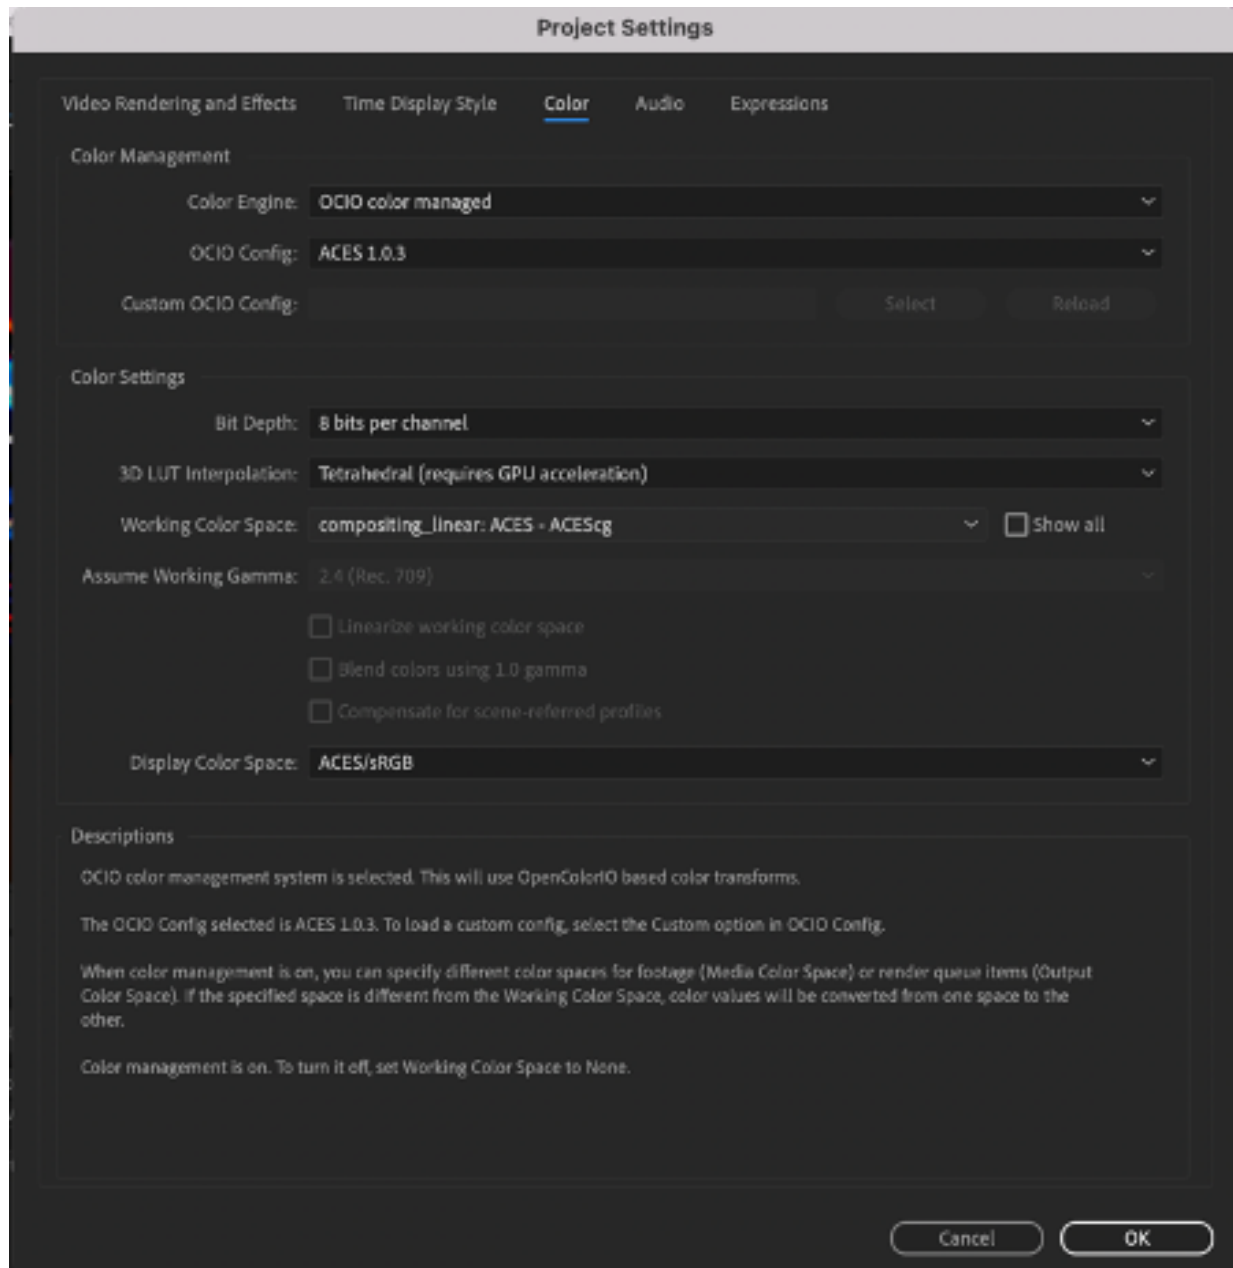 Project Settings
Video Rendering and Effects Time Display Style Color Audio Expressions
Color Management
Color Engine: OCIO color managed
OCIO Config: ACES 1.0.3
Custom OCIO Config: Select Reload
Color Settings
Bit Depth: 8 bits per channel
3D LUT Interpolation: Tetrahedral (requires GPU acceleration)
Working Color Space: compositing_linear: ACES - ACEScg Show all
Assume Working Gamma: 2.4 (Rec. 709)
Linearize working color space
Blend colors using 1.0 gamma
Compensate for scene-referred profiles
Display Color Space: ACES/sRGB
Descriptions
OCIO color management system is selected. This will use OpenColorIO based color transforms.
The OCIO Config selected is ACES 1.0.3. To load a custom config, select the Custom option in OCIO Config.
When color management is on, you can specify different color spaces for footage (Media Color Space) or render queue items (Output
Color Space). If the specified space is different from the Working Color Space, color values will be converted from one space to the
other.
Color management is on. To turn it off, set Working Color Space to None.
Cancel OK